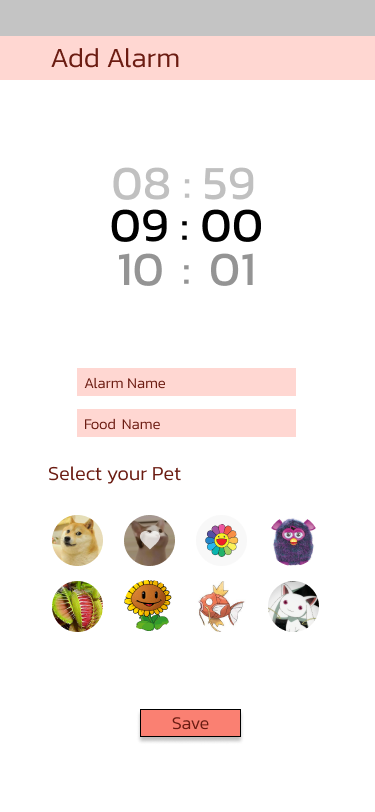 Add Alarm
08 : 59
09 : 00
10 : 01
Alarm Name
Food Name
Select your Pet
Save